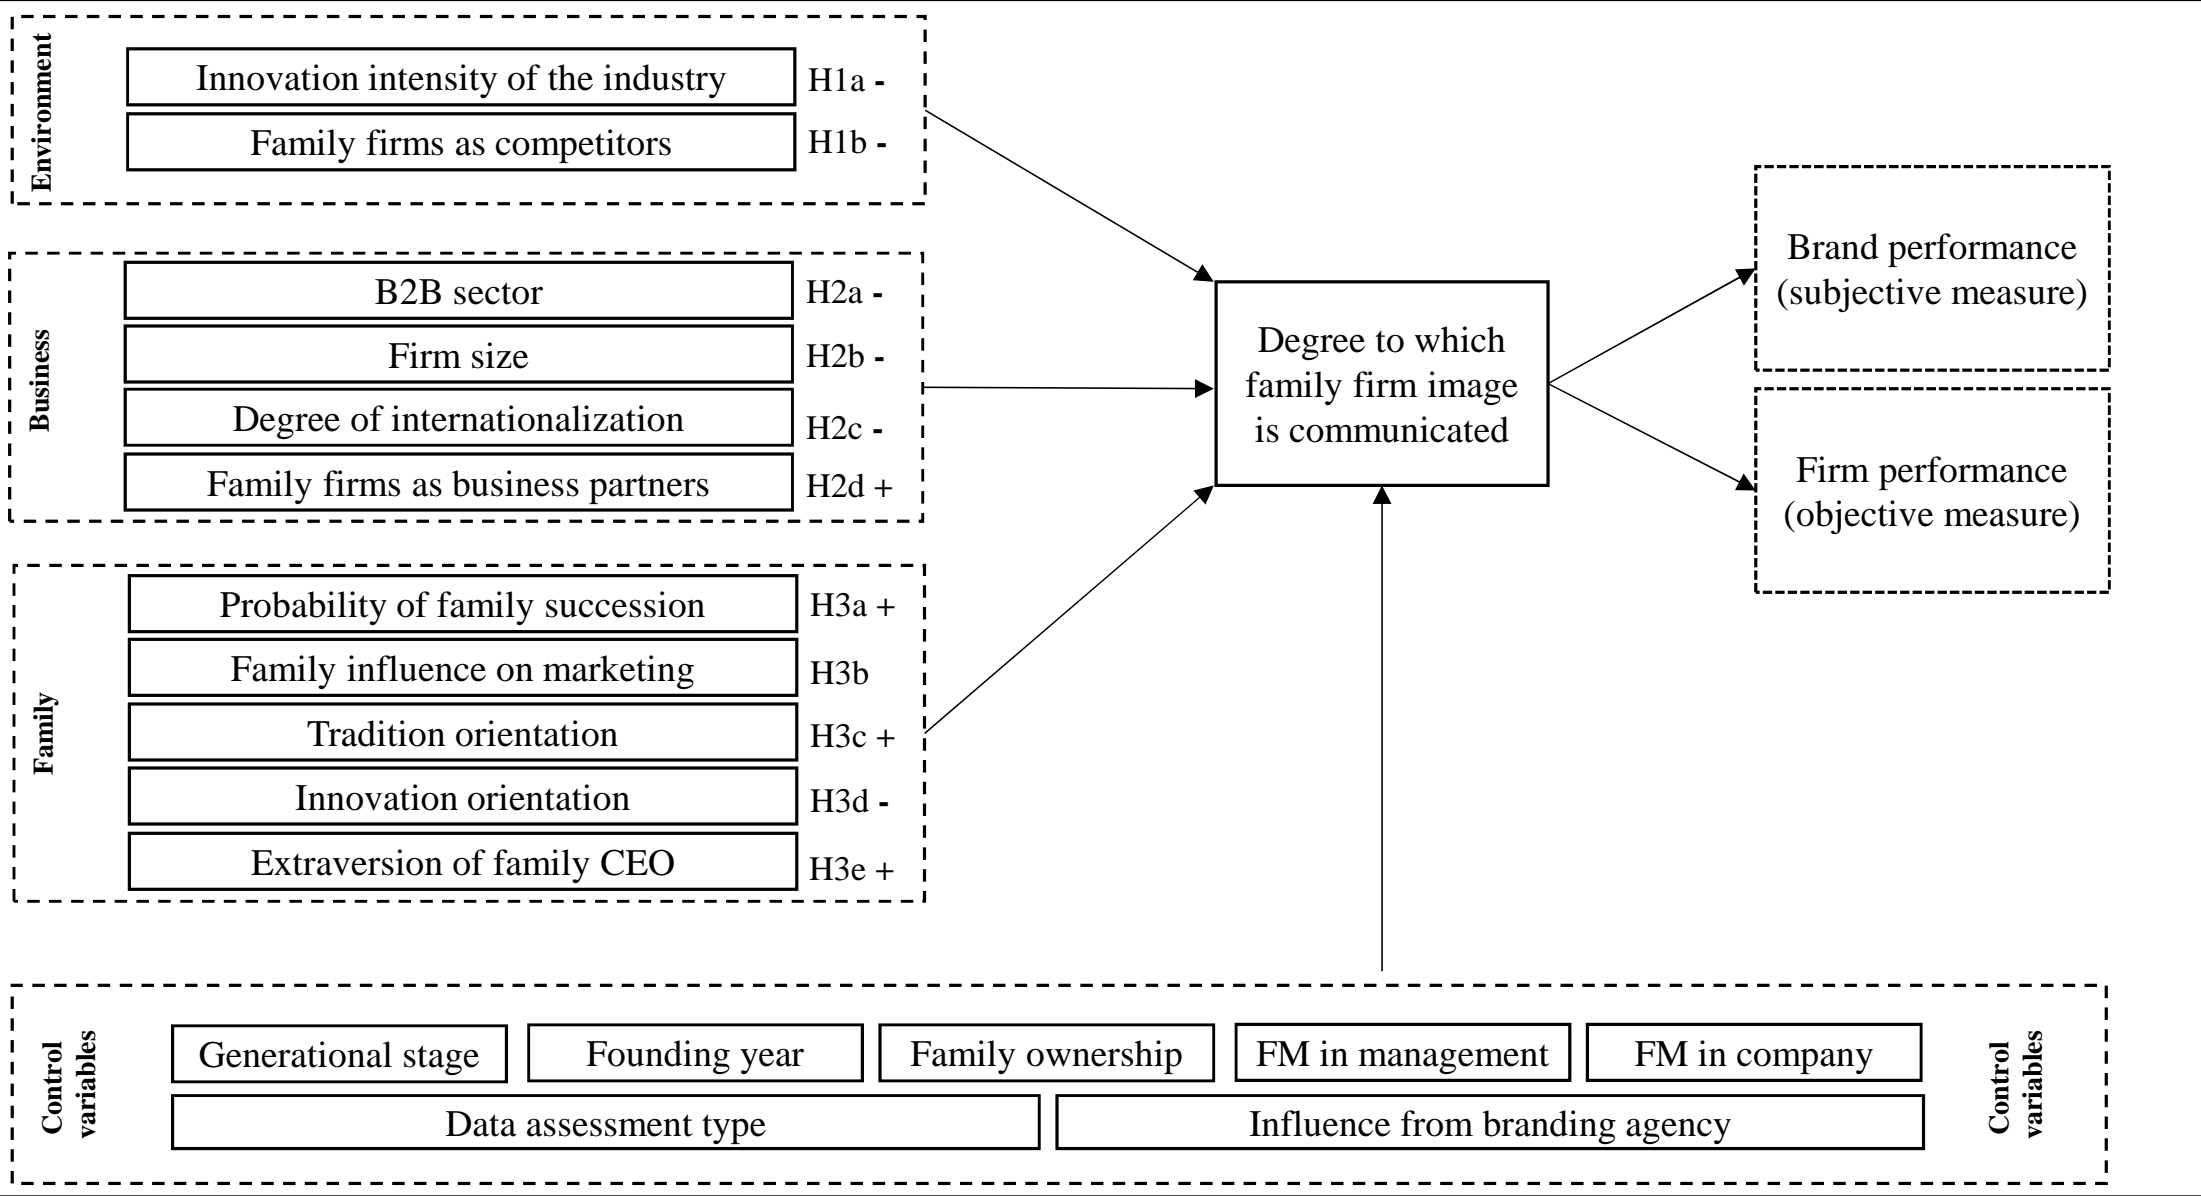 Environment
Innovation intensity of the industry H1a -
Family firms as competitors H1b -
Business
B2B sector H2a -
Firm size H2b -
Degree of internationalization H2c -
Family firms as business partners H2d +
Family
Probability of family succession H3a +
Family influence on marketing H3b
Tradition orientation H3c +
Innovation orientation H3d -
Extraversion of family CEO H3e +
Degree to which
family firm image
is communicated
Brand performance
(subjective measure)
Firm performance
(objective measure)
Control
variables
Generational stage
Founding year
Family ownership
FM in management
FM in company
Data assessment type
Influence from branding agency
Control
variables